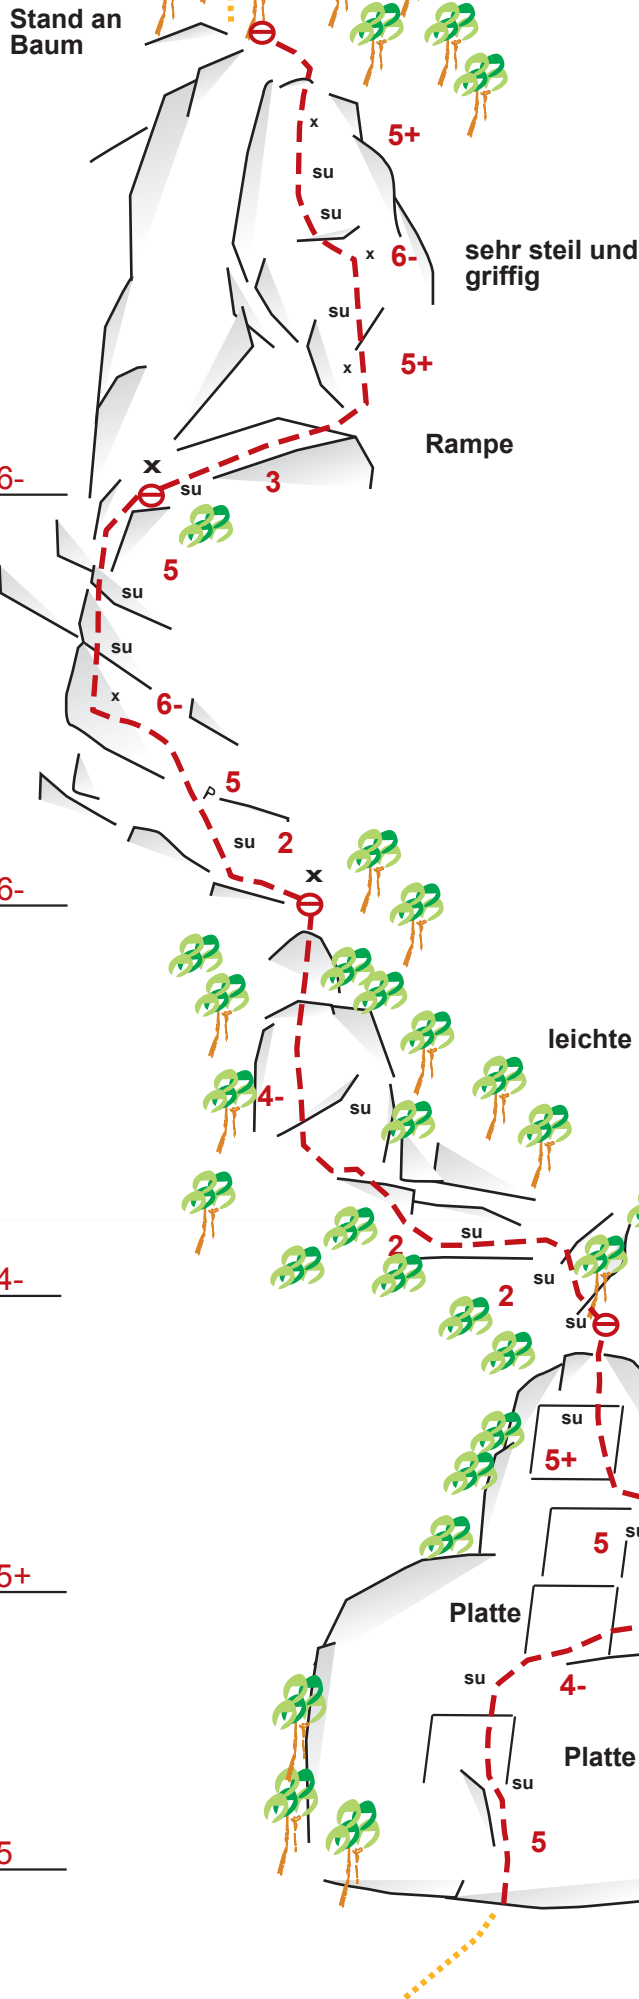 Stand an
Baum
x
5+
su
su
x
6-
sehr steil und
griffig
su
x
5+
Rampe
x
6-
su
3
5
su
su
x
6-
5
P
su
2
x
6-
leichte
4-
su
2
su
su
4-
2
su
su
5+
5
su
5+
Platte
su
4-
Platte
su
5
5